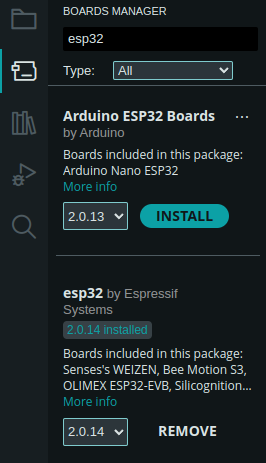 BOARDS MANAGER
esp32
Type: All
Arduino ESP32 Boards ...
by Arduino
Boards included in this package:
Arduino Nano ESP32
More info
2.0.13 INSTALL
esp32 by Espressif
Systems
2.0.14 installed
Boards included in this package:
Senses's WEIZEN, Bee Motion S3,
OLIMEX ESP32-EVB, Silicognition...
More info
2.0.14 REMOVE